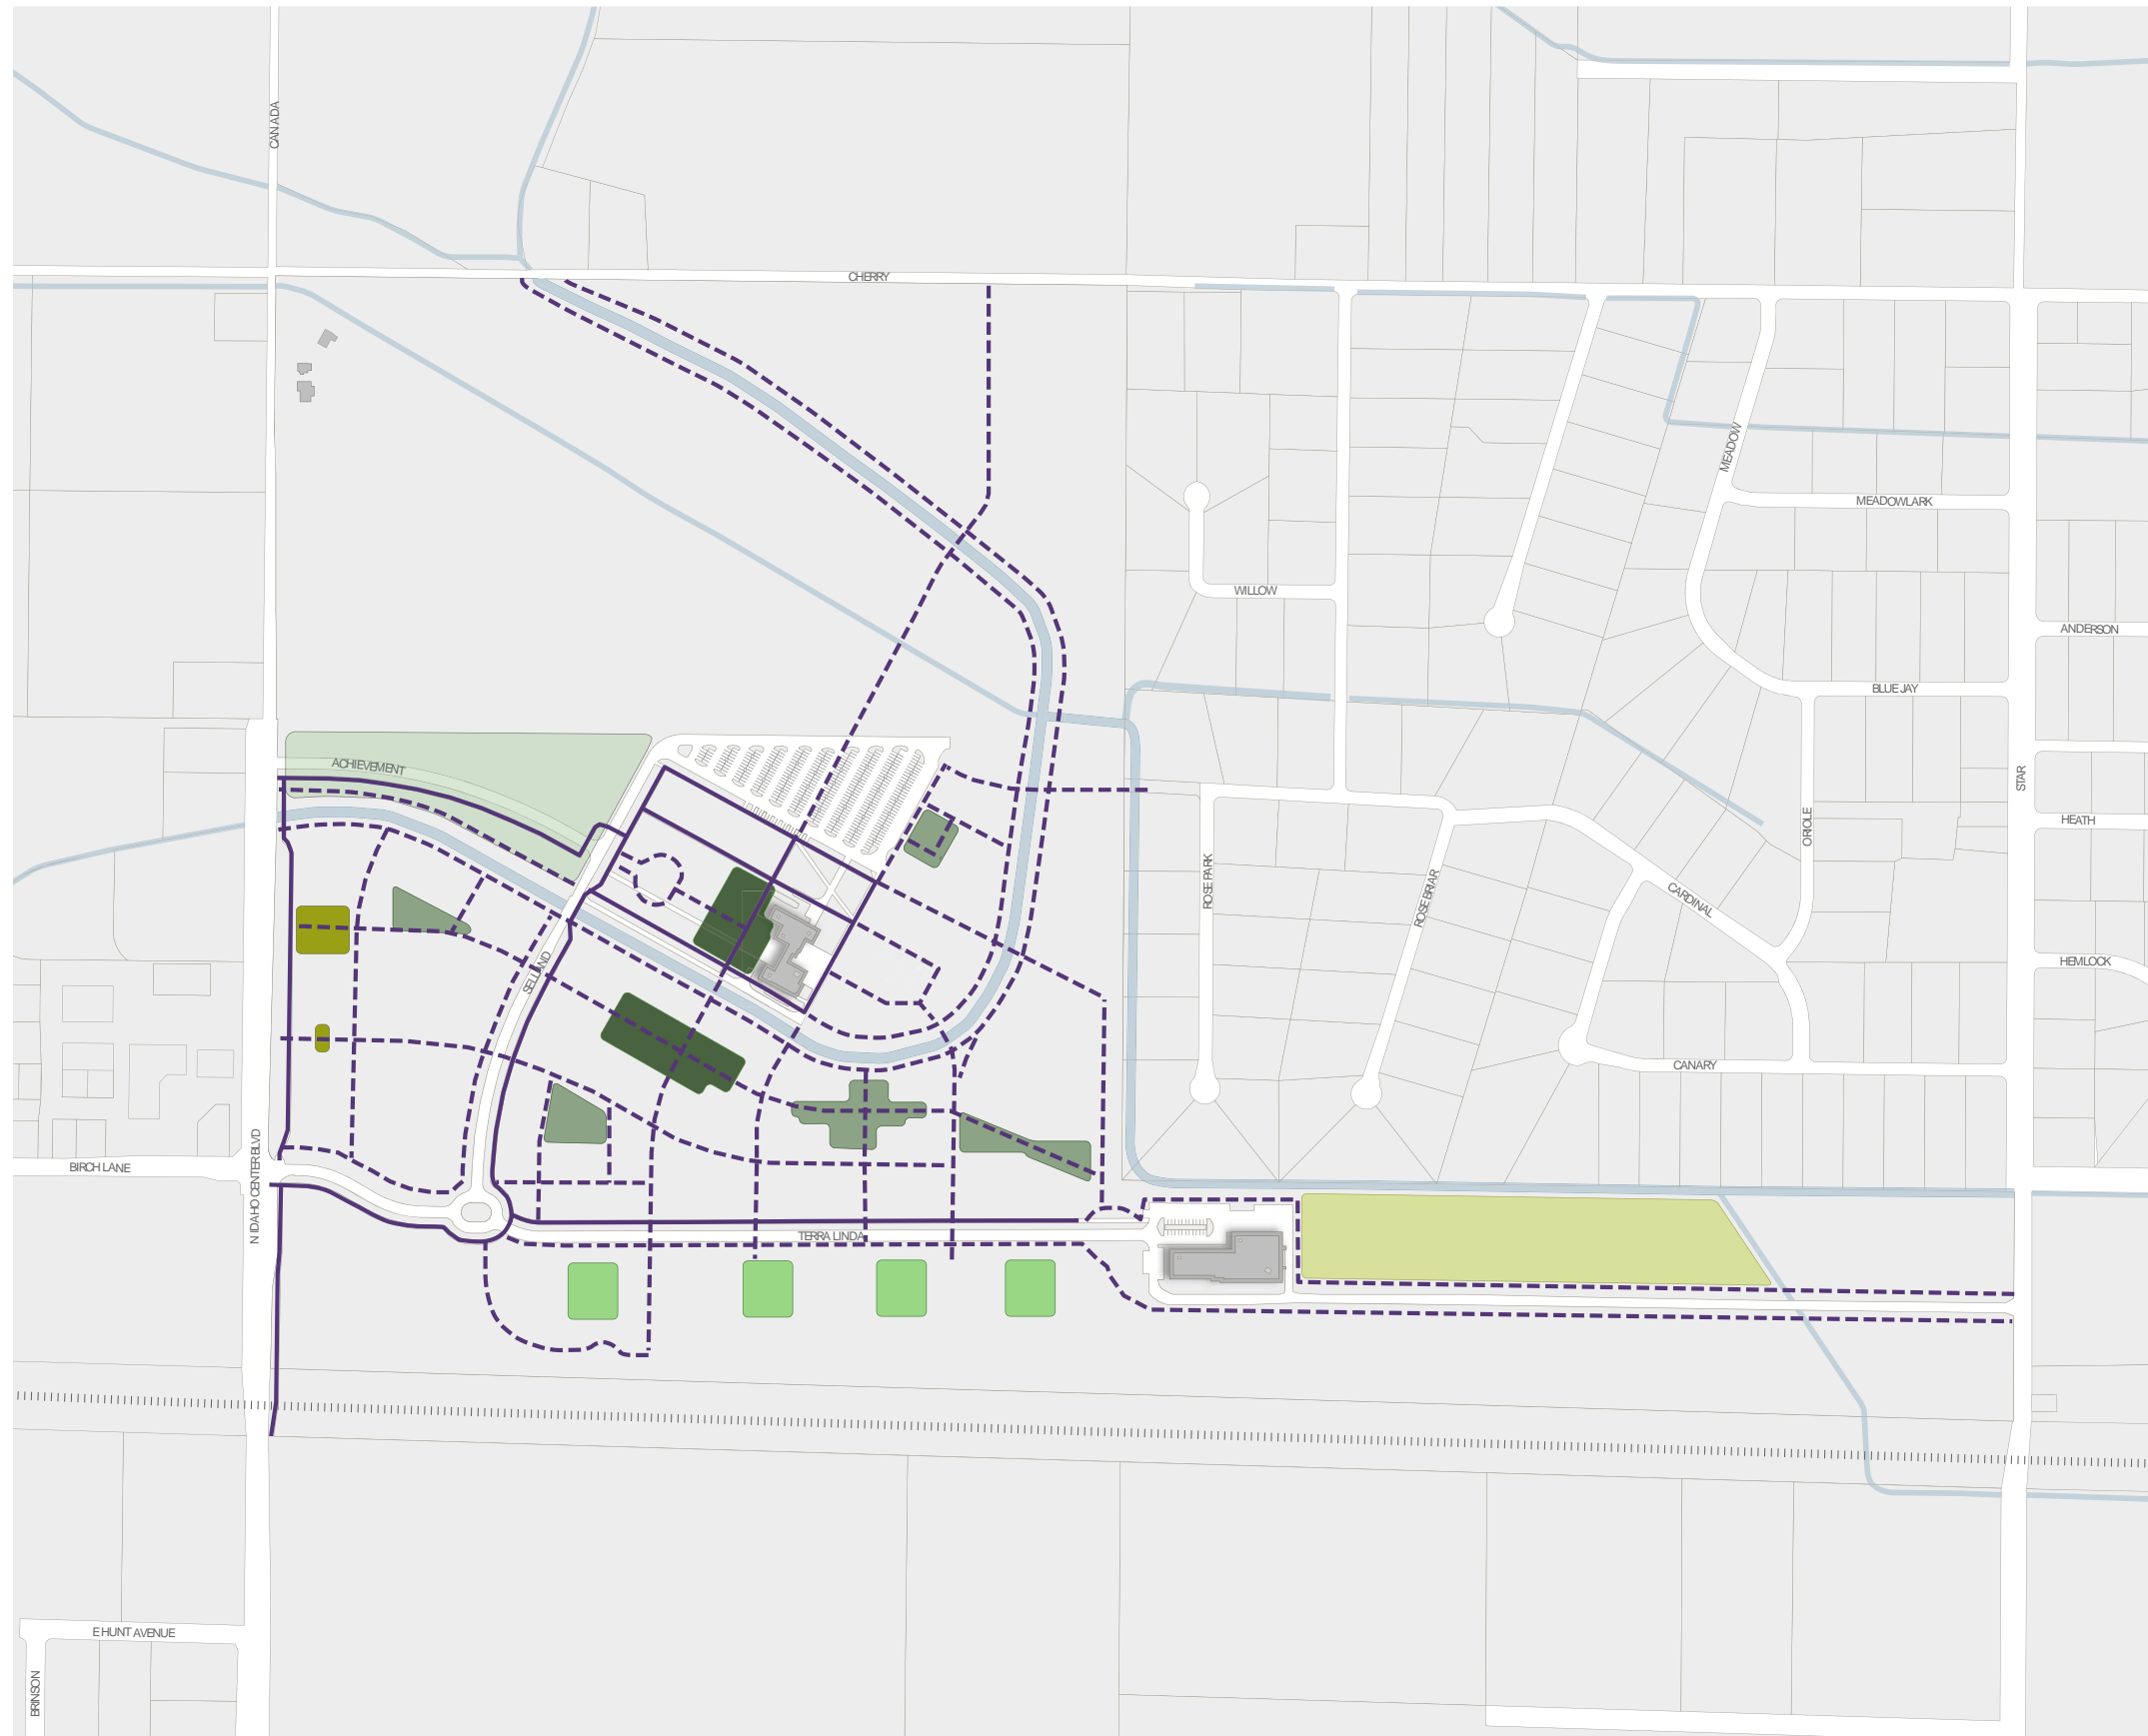 CANADA
CHERRY
MEADOW
MEADOWLARK
WILLOW
ANDERSON
BLUE JAY
ACHIEVEMENT
STAR
HEATH
ORIOLE
ROSE PARK
ROSE BRIAR
CARDINAL
SELLAND
HEMLOCK
CANARY
N IDAHO CENTER BLVD
BIRCH LANE
TERRA LINDA
E HUNT AVENUE
BRINSON